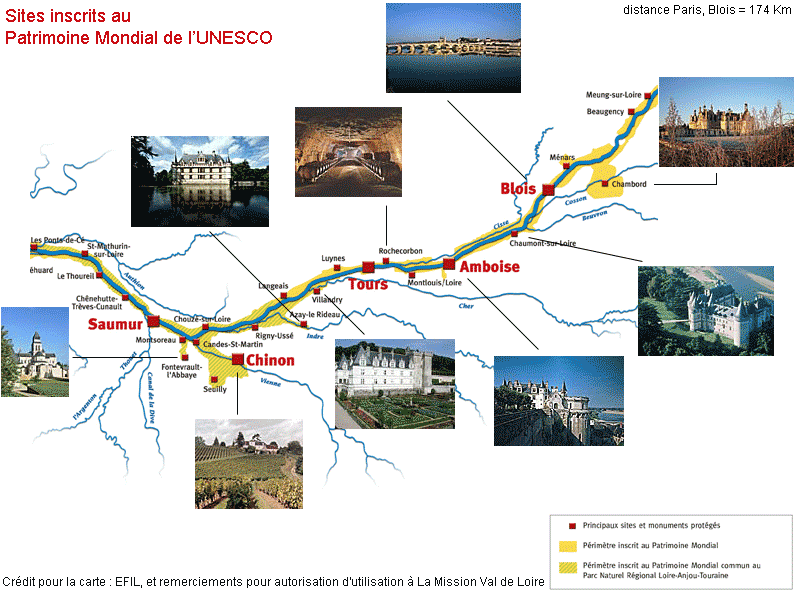 Sites inscrits au
Patrimoine Mondial de l'UNESCO
distance Paris, Blois = 174 Km
Meung-sur-Loire
Beaugency
Ménars
Blois
Chambord
Cosson
Beuvron
Cisse
Chaumont-sur-Loire
Rochecorbon
Amboise
Luynes
Tours
Montlouis/Loire
Cher
Langeais
Villandry
Azay-le Rideau
Indre
Les Ponts-de-Cé
St-Mathurin-
sur-Loire
éhuard
Le Thoureil
Authion
Chênehutte-
Trèves-Cunault
Chouzé-sur-Loire
Saumur
Rigny-Ussé
Montsoreau
Candes-St-Martin
Chinon
Fontevrault-
l'Abbaye
Seuilly
Vienne
Thouet
l'Argenton
Canal de la Dive
Principaux sites et monuments protégés
Périmètre inscrit au Patrimoine Mondial
Périmètre inscrit au Patrimoine Mondial commun au
Parc Naturel Régional Loire-Anjou-Touraine
Crédit pour la carte : EFIL, et remerciements pour autorisation d'utilisation à La Mission Val de Loire